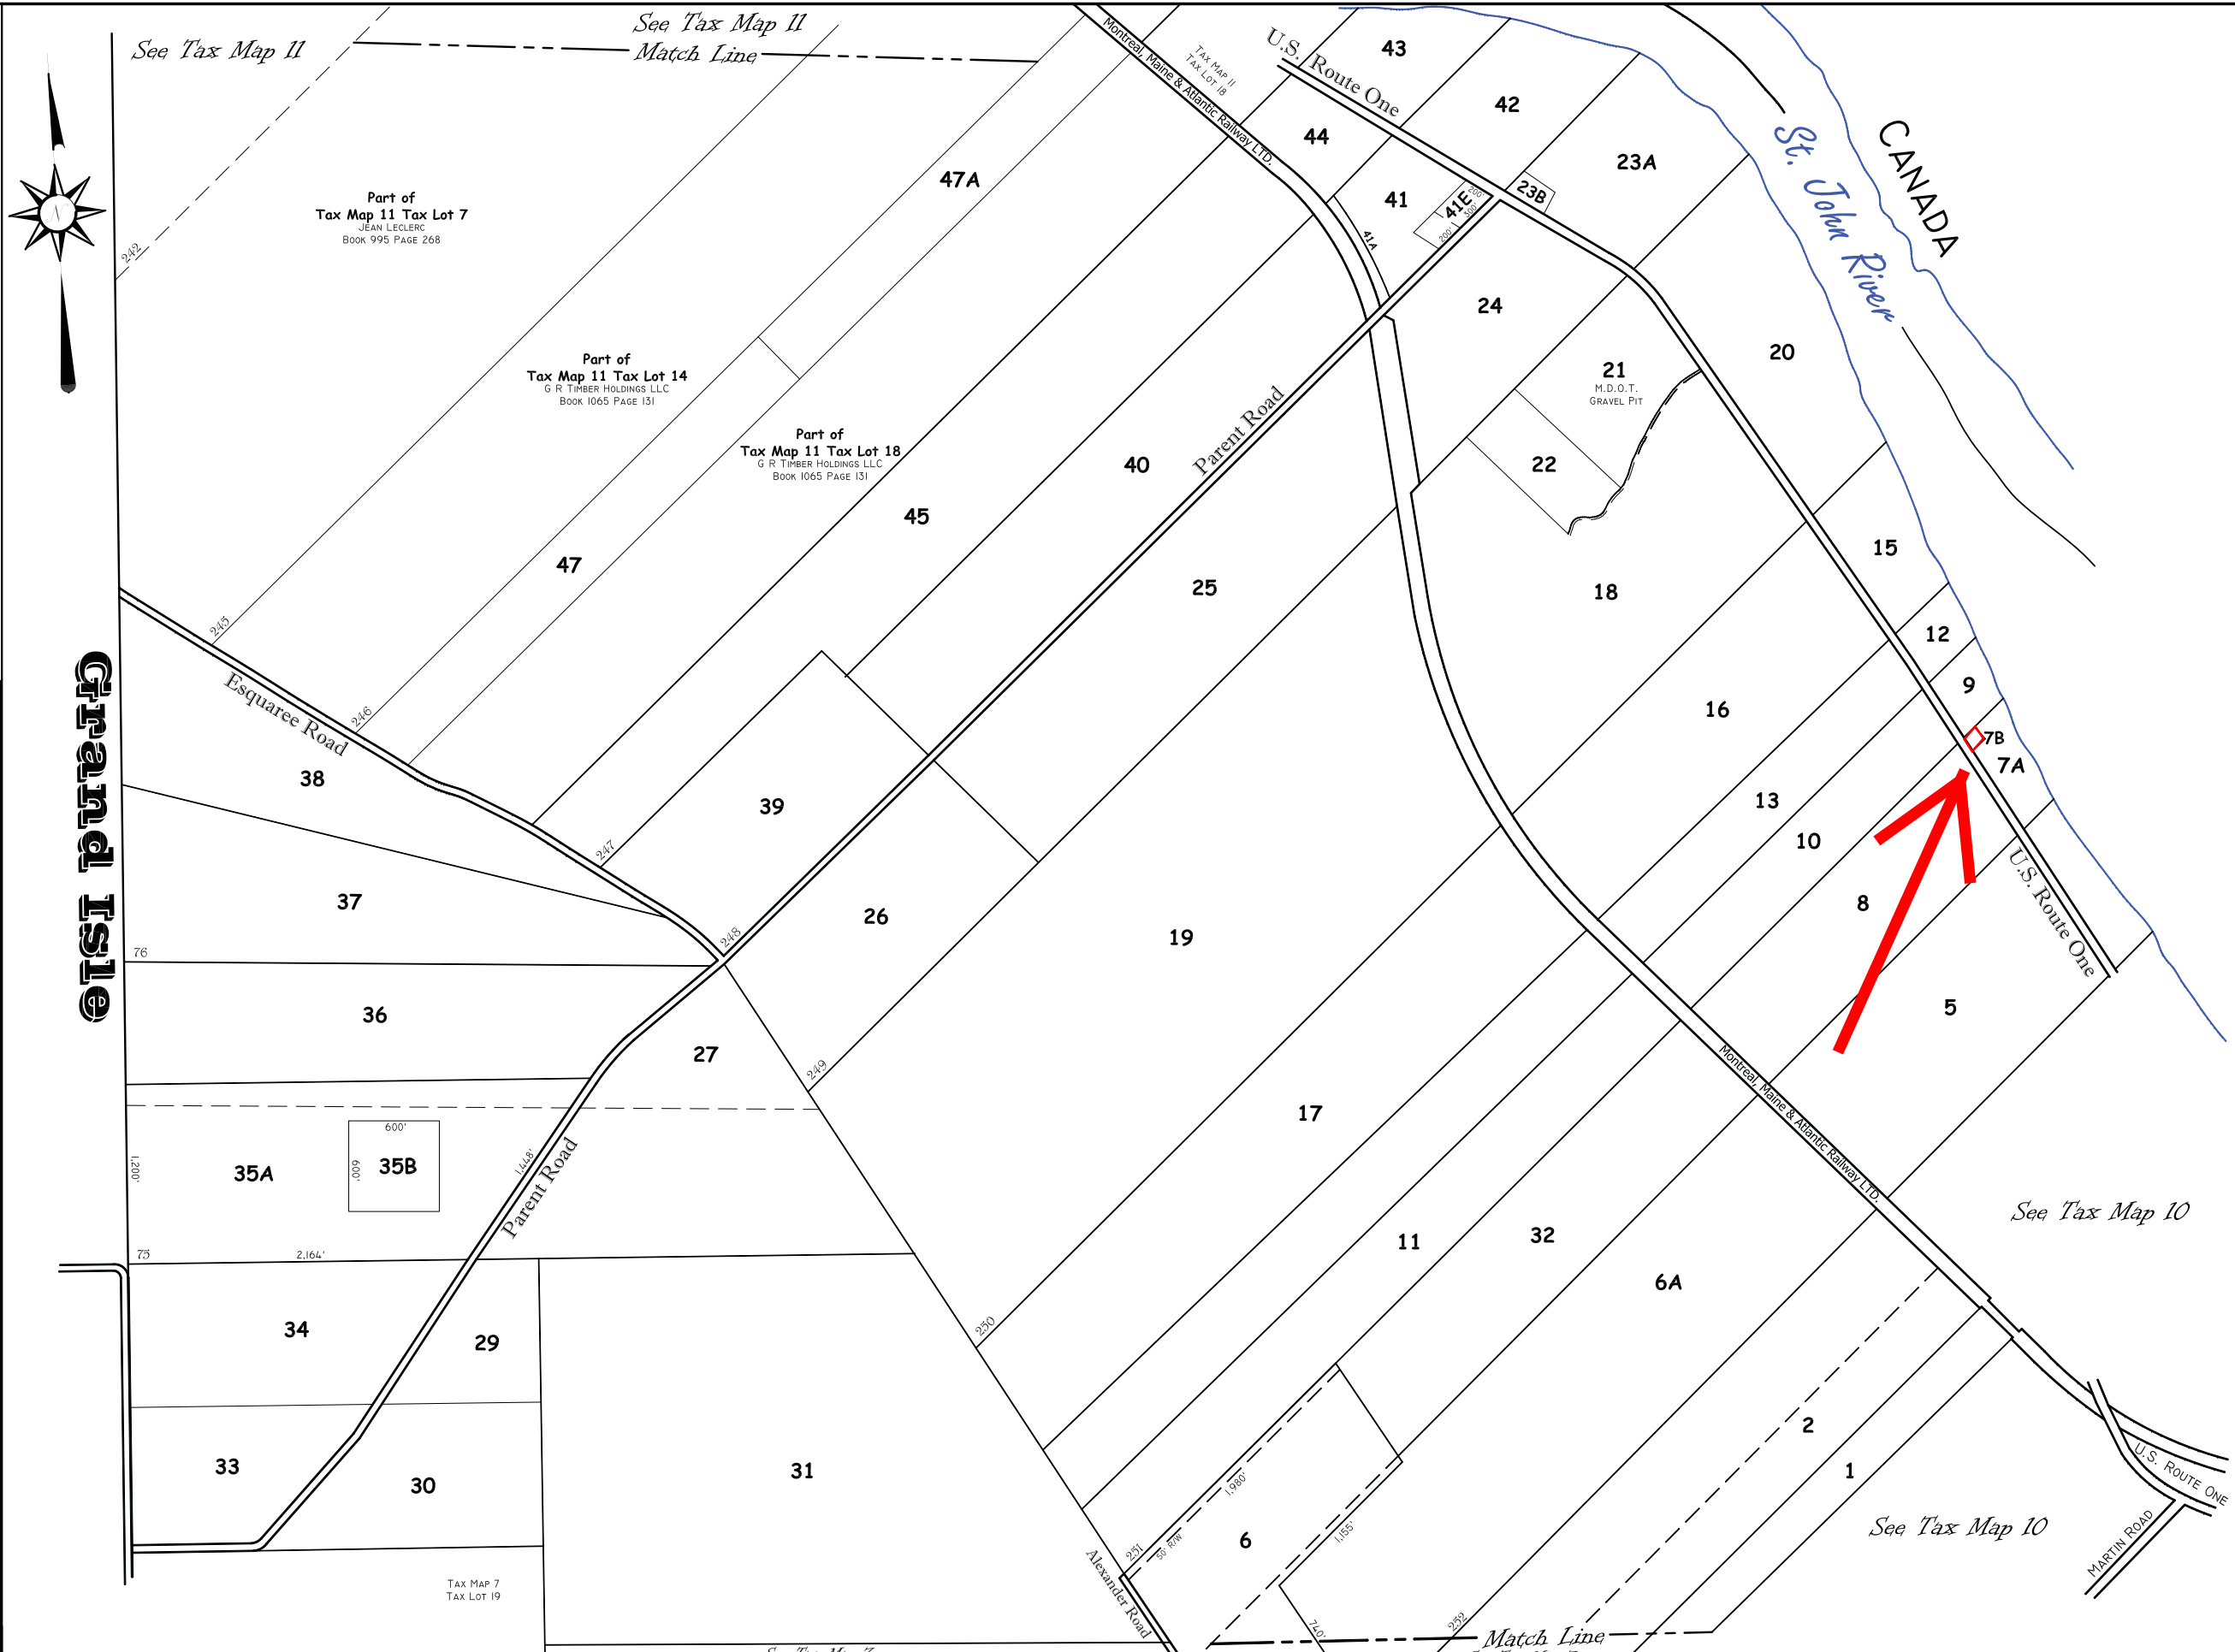 See Tax Map 11
See Tax Map 11
Match Line
Montreal, Maine & Atlantic Railway LTD.
Tax Map 11
Tax Lot 18
U.S. Route One
43
42
44
23A
23B
41
41E
200'
300'
200'
41A
St. John River
CANADA
47A
Part of
Tax Map 11 Tax Lot 7
Jean Leclerc
Book 995 Page 268
242
24
20
21
M.D.O.T.
Gravel Pit
22
Part of
Tax Map 11 Tax Lot 14
G R Timber Holdings LLC
Book 1065 Page 131
Part of
Tax Map 11 Tax Lot 18
G R Timber Holdings LLC
Book 1065 Page 131
Parent Road
40
45
47
25
18
15
12
9
7B
7A
16
13
10
8
5
U.S. Route One
245
Esquaree Road
246
Grand Isle
38
39
247
37
26
248
19
76
36
27
249
17
Montreal, Maine & Atlantic Railway LTD.
600'
600'
35B
35A
1,200'
1,448'
Parent Road
75
2,164'
See Tax Map 10
11
32
6A
34
29
250
2
1
33
30
31
1,980'
1,155'
6
251
50' R/W
Alexander Road
740'
252
See Tax Map 10
U.S. Route One
Martin Road
Tax Map 7
Tax Lot 19
Match Line